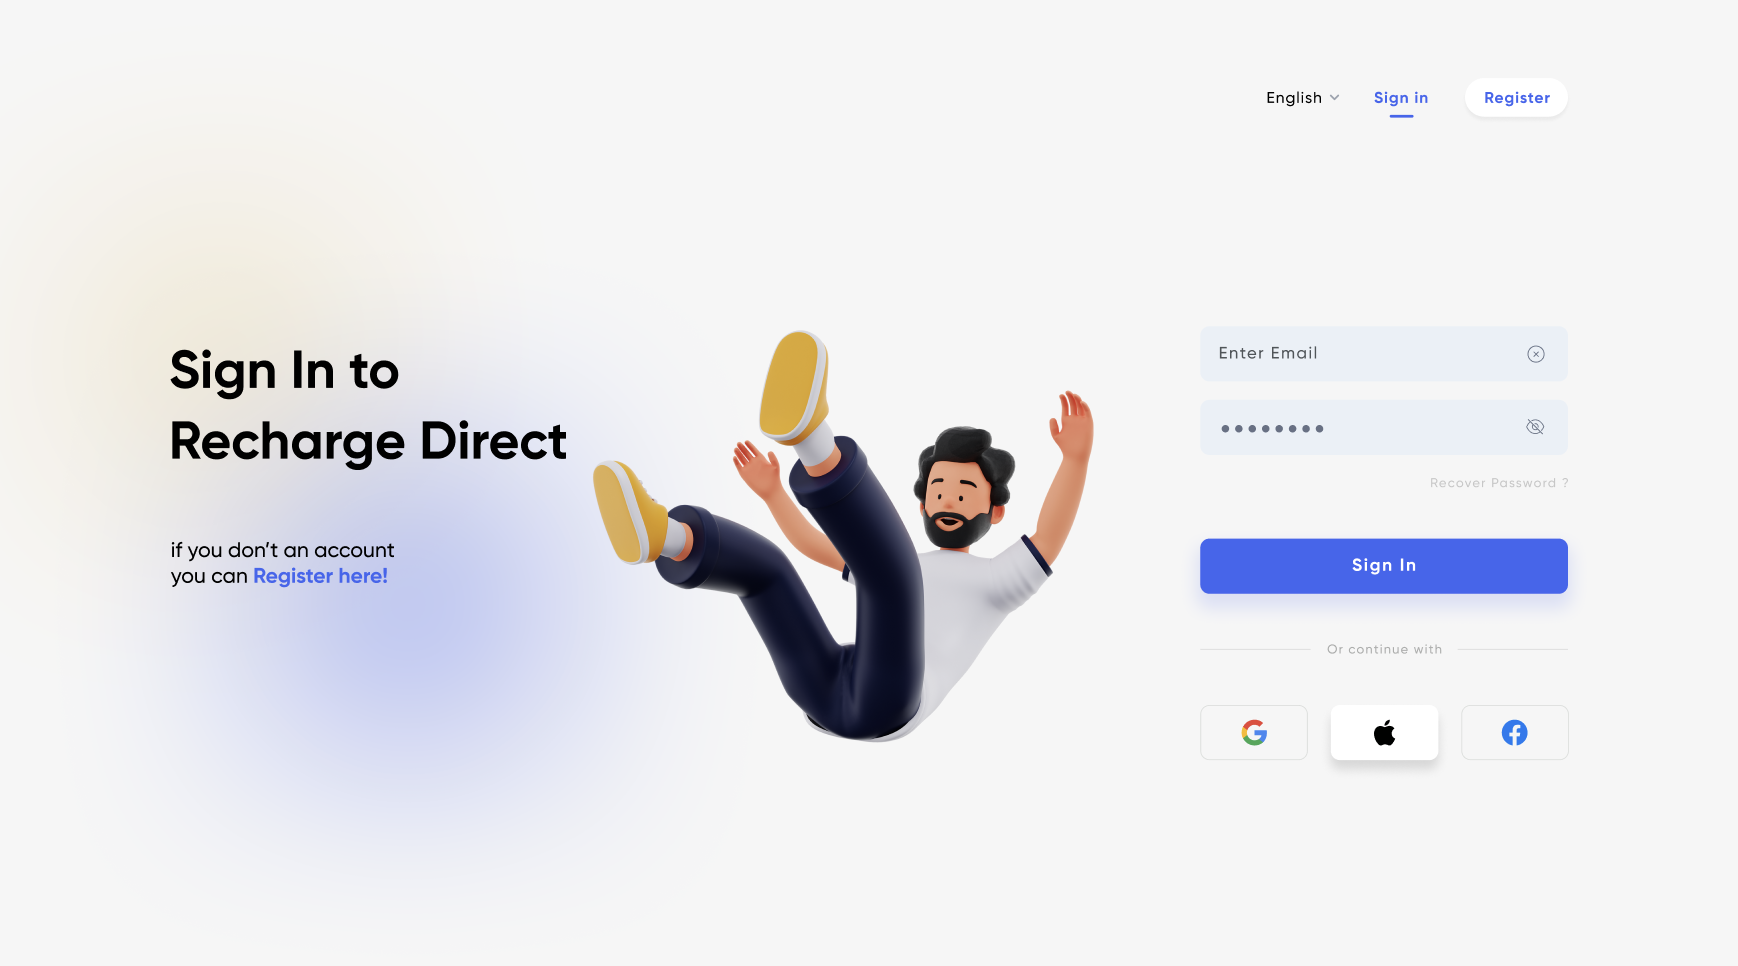 English
Sign in
Register
Sign In to
Recharge Direct
if you don't an account
you can Register here!
Enter Email
Recover Password ?
Sign In
Or continue with